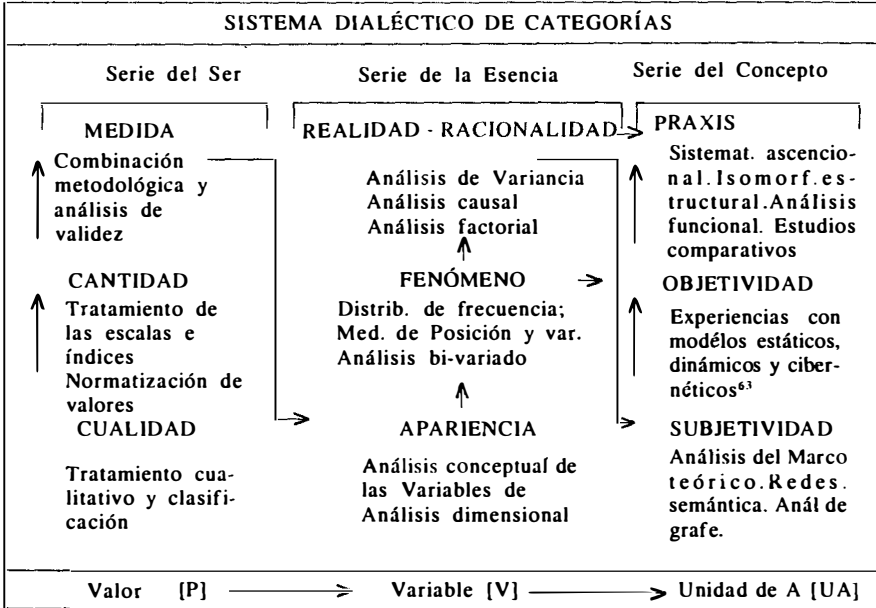 SISTEMA DIALÉCTICO DE CATEGORÍAS
Serie del Ser
MEDIDA
Combinación
metodológica y
análisis de
validez
CANTIDAD
Tratamiento de
las escalas e
índices
Normatización de
valores
CUALIDAD
Tratamiento cua-
litativo y clasifi-
cación
Serie de la Esencia
REALIDAD - RACIONALIDAD
Análisis de Variancia
Análisis causal
Análisis factorial
FENÓMENO
Distrib. de frecuencia;
Med. de Posición y var.
Análisis bi-variado
APARIENCIA
Análisis conceptual de
las Variables de
Análisis dimensional
Serie del Concepto
PRAXIS
Sistemat. ascencio-
nal. Isomorf. es-
tructural. Análisis
funcional. Estudios
comparativos
OBJETIVIDAD
Experiencias con
modélos estáticos,
dinámicos y ciber-
néticos⁶³
SUBJETIVIDAD
Análisis del Marco
teórico. Redes.
semántica. Anál de
grafe.
Valor [P] Variable [V] Unidad de A [UA]